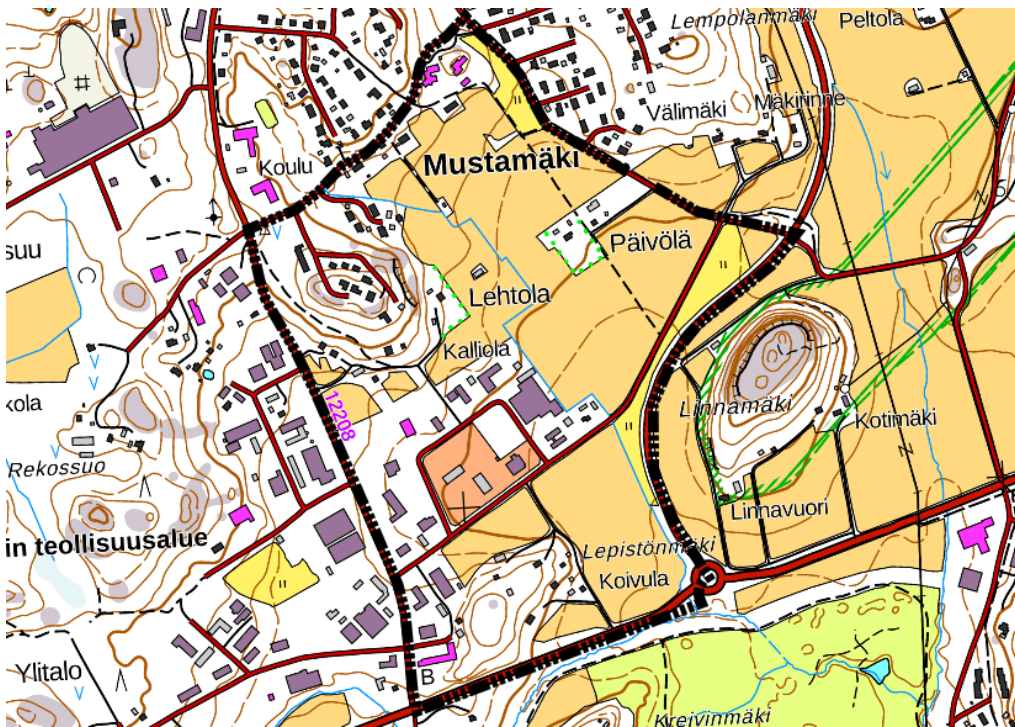 Lempolanmäki
Peltola
Välimäki
Mäkirinne
Koulu
Mustamäki
suu
Päivölä
Lehtola
Kalliola
kola
12208
Linnamäki
Kotimäki
Rekossuo
Linnavuori
in teollisuusalue
Lepistönmäki
Koivula
Ylitalo
B
Kreivinmäki